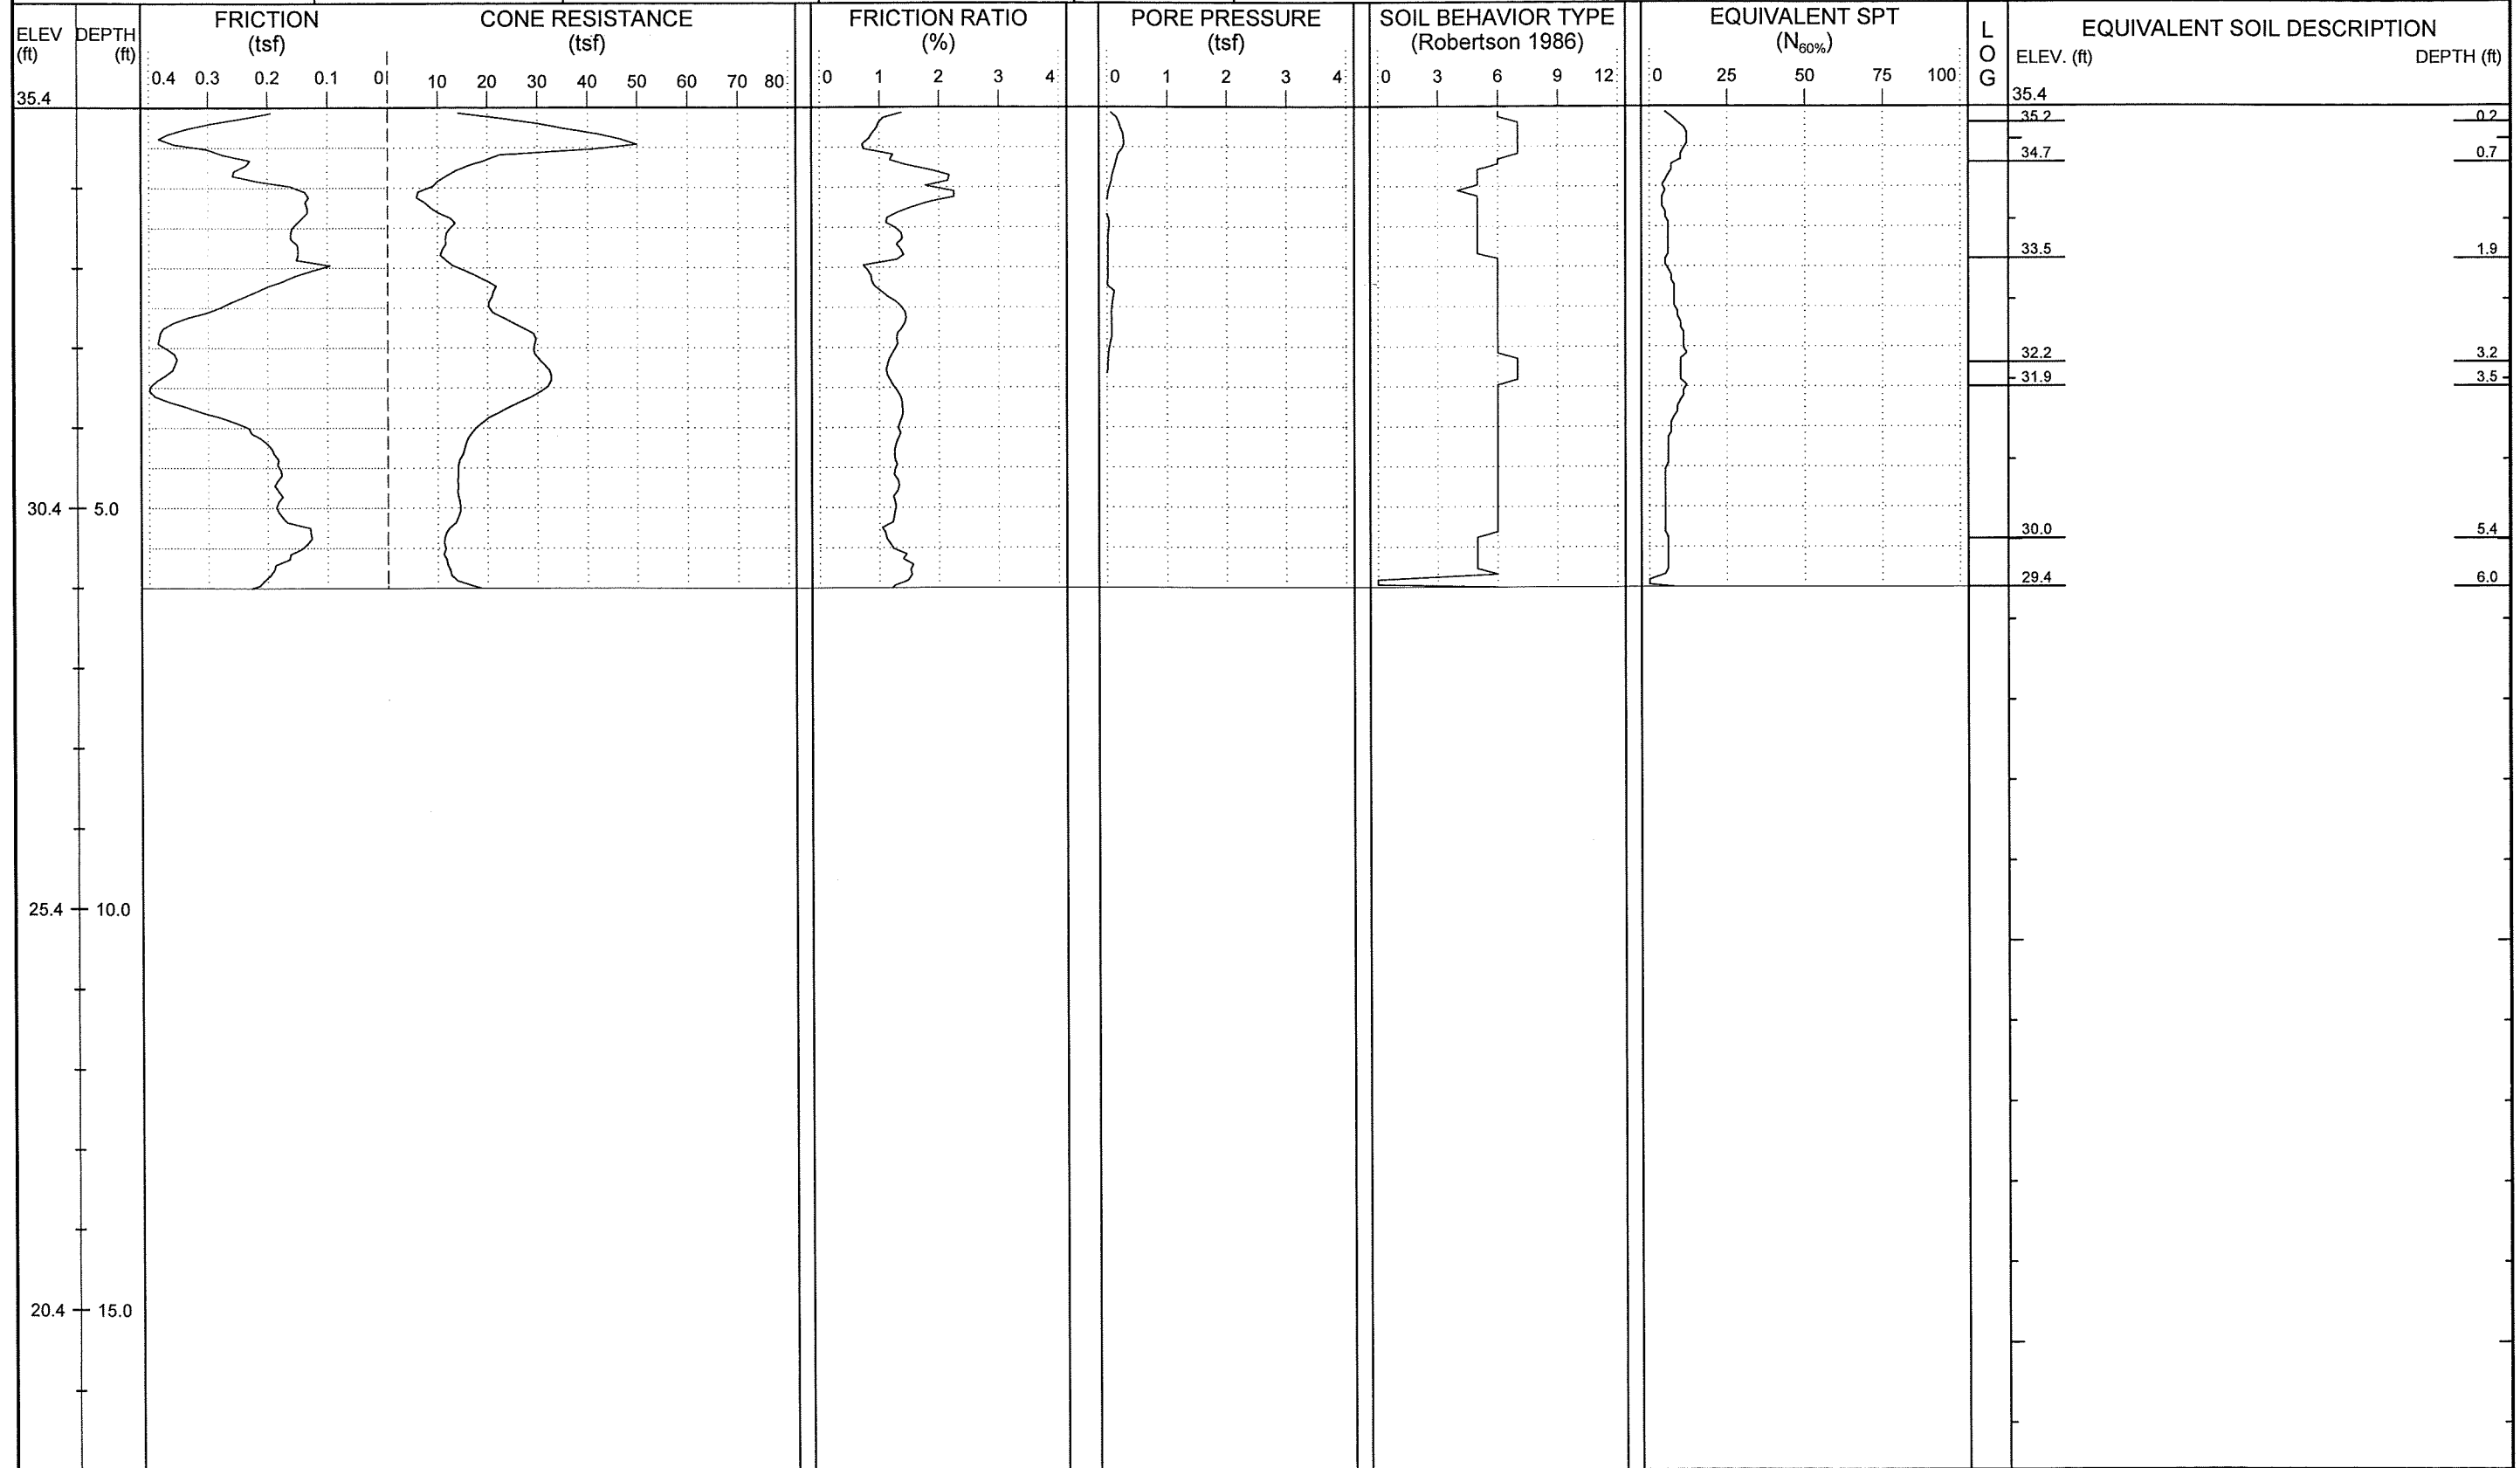 FRICTION CONE RESISTANCE FRICTION RATIO PORE PRESSURE SOIL BEHAVIOR TYPE EQUIVALENT SPT
ELEV DEPTH (tsf) (tsf) (%) (tsf) (Robertson 1986) (N60%) L EQUIVALENT SOIL DESCRIPTION
(ft) (ft) O ELEV. (ft) DEPTH (ft)
0.4 0.3 0.2 0.1 0 10 20 30 40 50 60 70 80 0 1 2 3 4 0 1 2 3 4 0 3 6 9 12 0 25 50 75 100 G
35.4 35.4
35.2 0.2
34.7 0.7
33.5 1.9
32.2 3.2
31.9 3.5
30.4 5.0
30.0 5.4
29.4 6.0
25.4 10.0
20.4 15.0